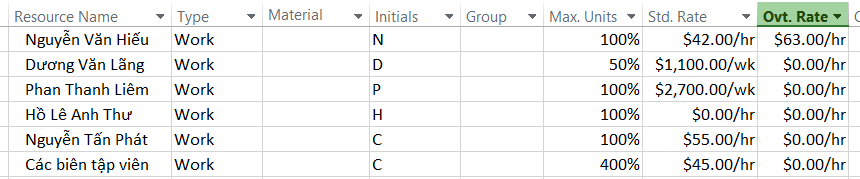 Resource Name Type Material Initials Group Max. Units Std. Rate Ovt. Rate
Nguyễn Văn Hiếu Work N 100% $42.00/hr $63.00/hr
Dương Văn Lãng Work D 50% $1,100.00/wk $0.00/hr
Phan Thanh Liêm Work P 100% $2,700.00/wk $0.00/hr
Hồ Lê Anh Thư Work H 100% $0.00/hr $0.00/hr
Nguyễn Tấn Phát Work C 100% $55.00/hr $0.00/hr
Các biên tập viên Work C 400% $45.00/hr $0.00/hr